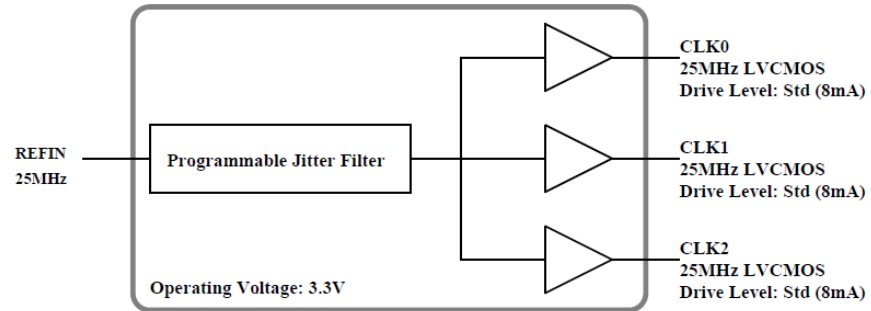 CLK0
25MHz LVCMOS
Drive Level: Std (8mA)
REFIN
25MHz
Programmable Jitter Filter
CLK1
25MHz LVCMOS
Drive Level: Std (8mA)
CLK2
25MHz LVCMOS
Drive Level: Std (8mA)
Operating Voltage: 3.3V